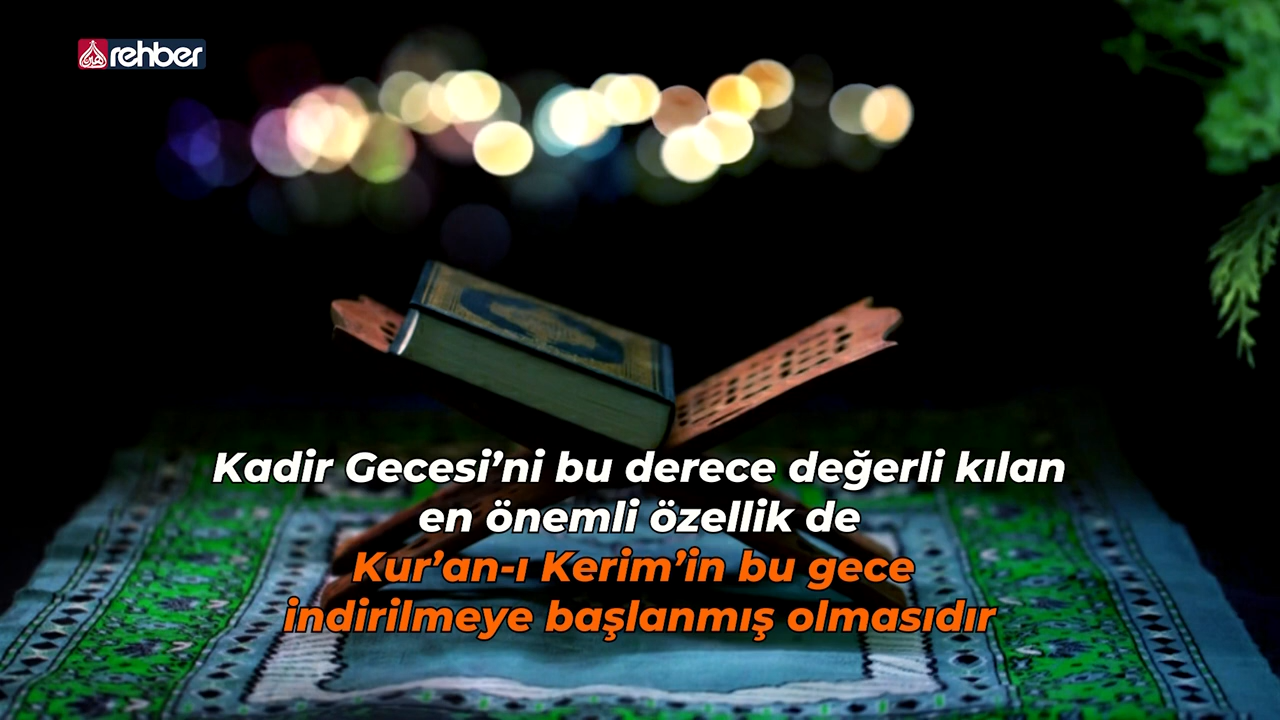 rehber
Kadir Gecesi’ni bu derece değerli kılan
en önemli özellik de
Kur’an-ı Kerim’in bu gece
indirilmeye başlanmış olmasıdır